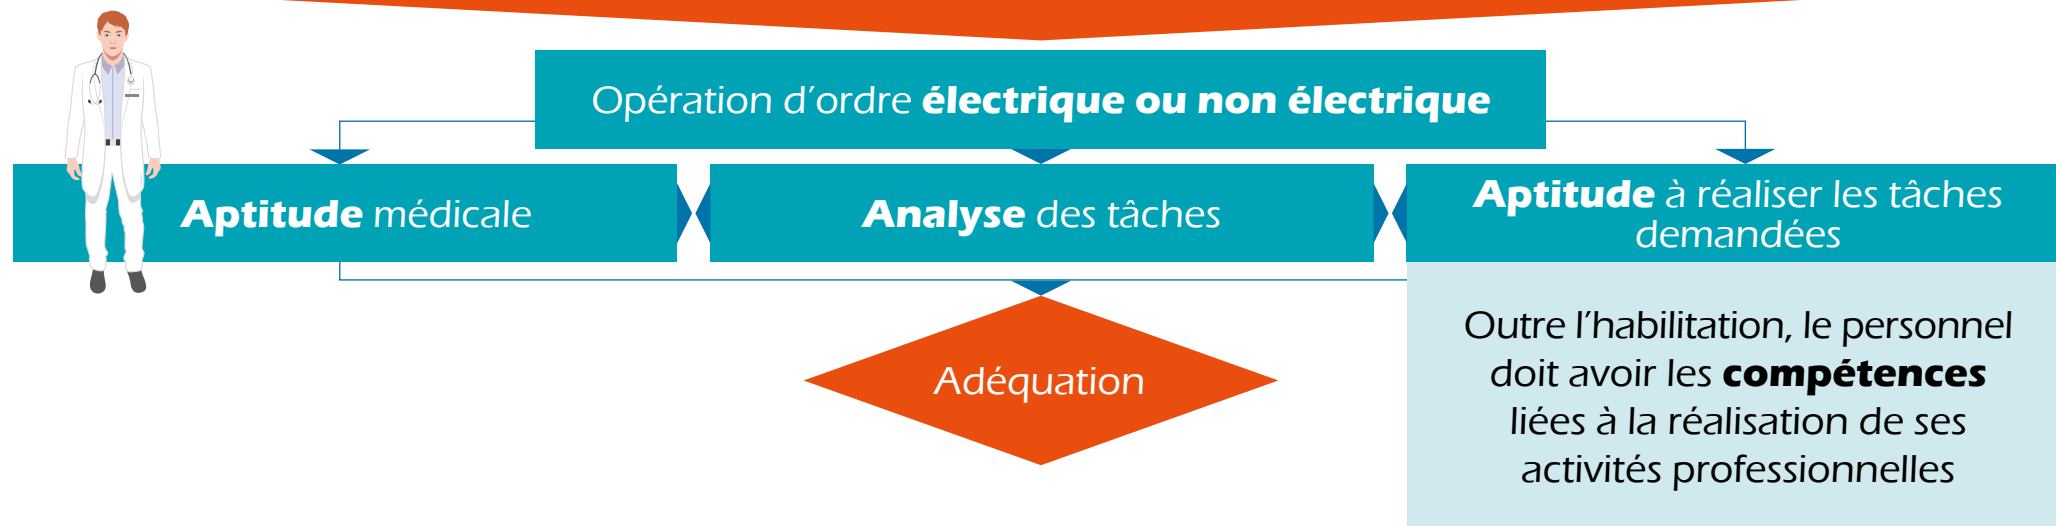 Opération d’ordre électrique ou non électrique
Aptitude médicale
Analyse des tâches
Aptitude à réaliser les tâches
demandées
Adéquation
Outre l’habilitation, le personnel
doit avoir les compétences
liées à la réalisation de ses
activités professionnelles